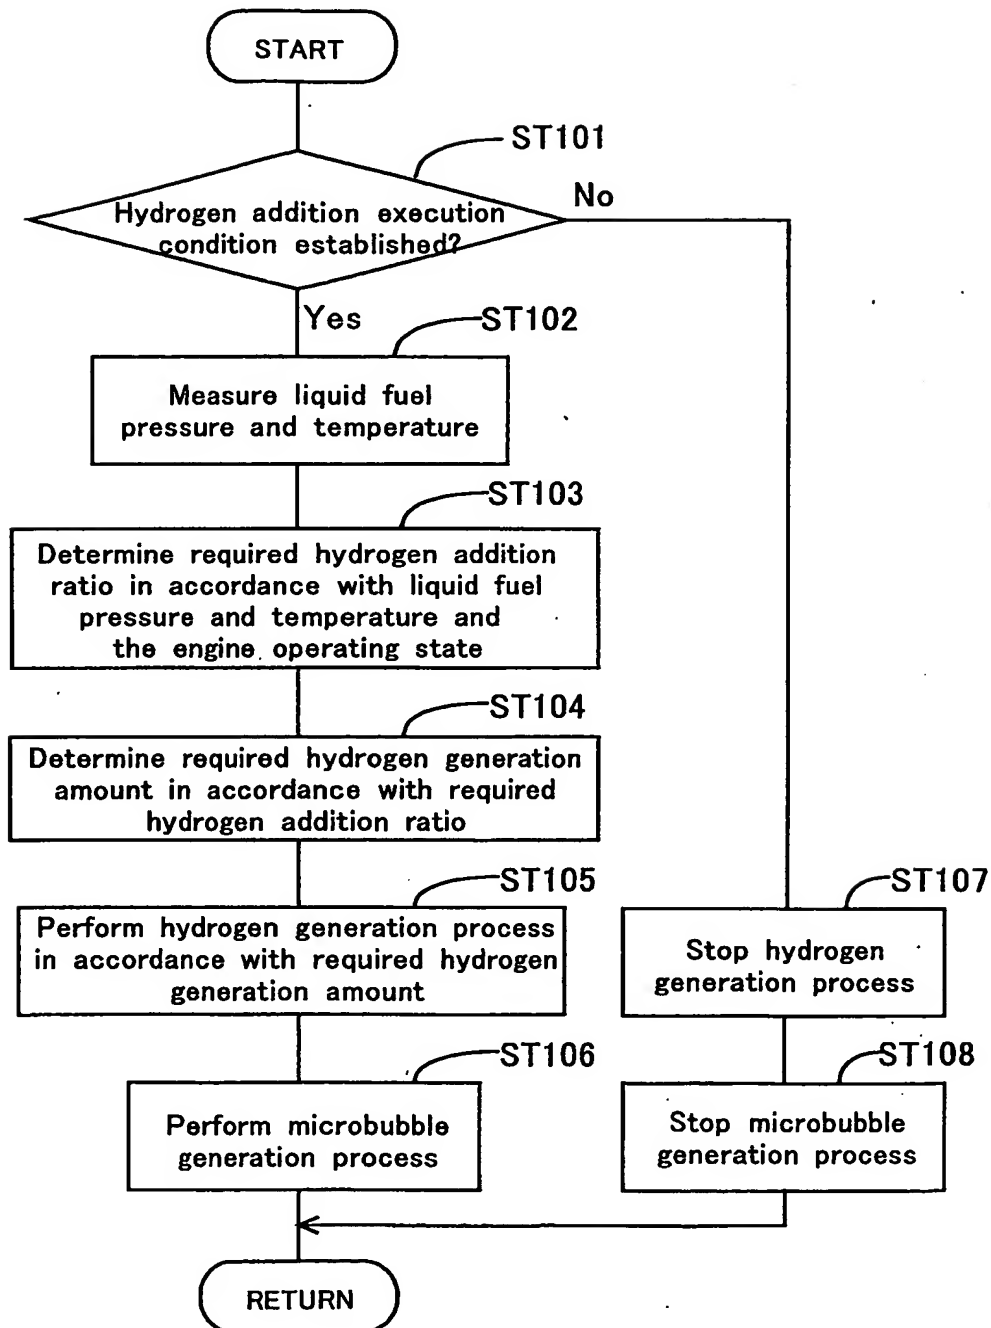 START
ST101
No
Hydrogen addition execution
condition established?
Yes
ST102
Measure liquid fuel
pressure and temperature
ST103
Determine required hydrogen addition
ratio in accordance with liquid fuel
pressure and temperature and
the engine operating state
ST104
Determine required hydrogen generation
amount in accordance with required
hydrogen addition ratio
ST105
Perform hydrogen generation process
in accordance with required hydrogen
generation amount
ST107
Stop hydrogen
generation process
ST106
Perform microbubble
generation process
ST108
Stop microbubble
generation process
RETURN